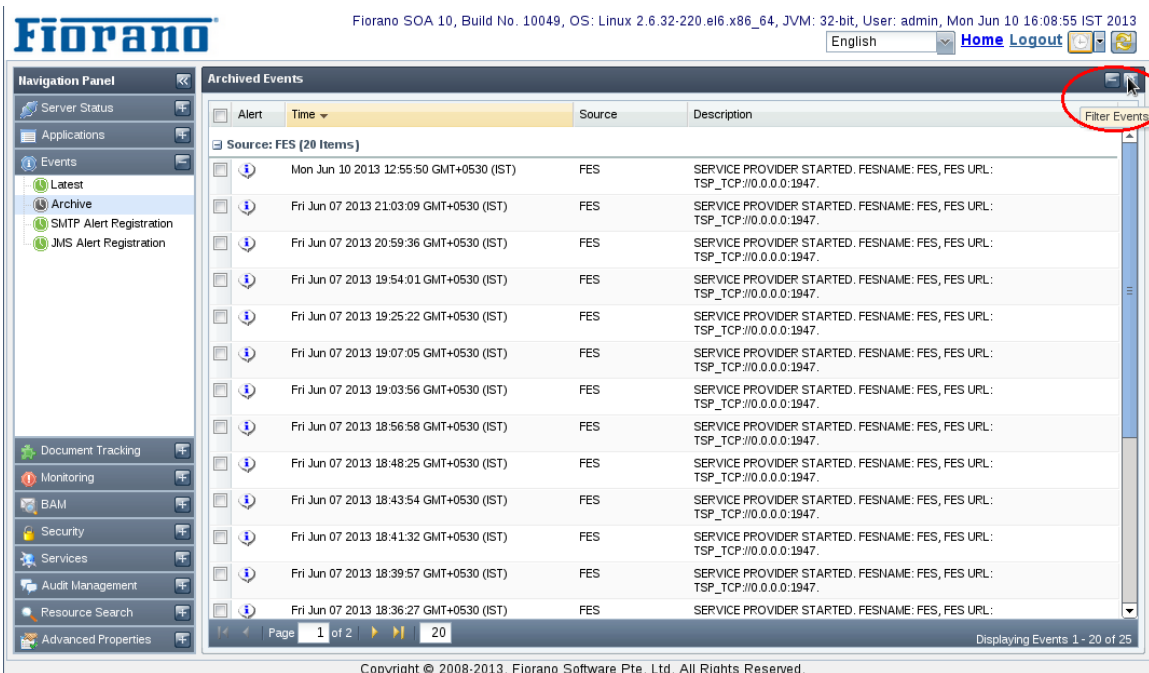 Fiorano
Fiorano SOA 10, Build No. 10049, OS: Linux 2.6.32-220.el6.x86_64, JVM: 32-bit, User: admin, Mon Jun 10 16:08:55 IST 2013
English Home Logout
Navigation Panel
Server Status
Applications
Events
Latest
Archive
SMTP Alert Registration
JMS Alert Registration
Document Tracking
Monitoring
BAM
Security
Services
Audit Management
Resource Search
Advanced Properties
Archived Events
Filter Events
Alert Time Source Description
Source: FES (20 Items)
Mon Jun 10 2013 12:55:50 GMT+0530 (IST) FES SERVICE PROVIDER STARTED. FESNAME: FES, FES URL:
TSP_TCP://0.0.0.0:1947.
Fri Jun 07 2013 21:03:09 GMT+0530 (IST) FES SERVICE PROVIDER STARTED. FESNAME: FES, FES URL:
TSP_TCP://0.0.0.0:1947.
Fri Jun 07 2013 20:59:36 GMT+0530 (IST) FES SERVICE PROVIDER STARTED. FESNAME: FES, FES URL:
TSP_TCP://0.0.0.0:1947.
Fri Jun 07 2013 19:54:01 GMT+0530 (IST) FES SERVICE PROVIDER STARTED. FESNAME: FES, FES URL:
TSP_TCP://0.0.0.0:1947.
Fri Jun 07 2013 19:25:22 GMT+0530 (IST) FES SERVICE PROVIDER STARTED. FESNAME: FES, FES URL:
TSP_TCP://0.0.0.0:1947.
Fri Jun 07 2013 19:07:05 GMT+0530 (IST) FES SERVICE PROVIDER STARTED. FESNAME: FES, FES URL:
TSP_TCP://0.0.0.0:1947.
Fri Jun 07 2013 19:03:56 GMT+0530 (IST) FES SERVICE PROVIDER STARTED. FESNAME: FES, FES URL:
TSP_TCP://0.0.0.0:1947.
Fri Jun 07 2013 18:56:58 GMT+0530 (IST) FES SERVICE PROVIDER STARTED. FESNAME: FES, FES URL:
TSP_TCP://0.0.0.0:1947.
Fri Jun 07 2013 18:48:25 GMT+0530 (IST) FES SERVICE PROVIDER STARTED. FESNAME: FES, FES URL:
TSP_TCP://0.0.0.0:1947.
Fri Jun 07 2013 18:43:54 GMT+0530 (IST) FES SERVICE PROVIDER STARTED. FESNAME: FES, FES URL:
TSP_TCP://0.0.0.0:1947.
Fri Jun 07 2013 18:41:32 GMT+0530 (IST) FES SERVICE PROVIDER STARTED. FESNAME: FES, FES URL:
TSP_TCP://0.0.0.0:1947.
Fri Jun 07 2013 18:39:57 GMT+0530 (IST) FES SERVICE PROVIDER STARTED. FESNAME: FES, FES URL:
TSP_TCP://0.0.0.0:1947.
Fri Jun 07 2013 18:36:27 GMT+0530 (IST) FES SERVICE PROVIDER STARTED. FESNAME: FES, FES URL:
Page 1 of 2 20 Displaying Events 1 - 20 of 25
Copyright © 2008-2013, Fiorano Software Pte. Ltd. All Rights Reserved.